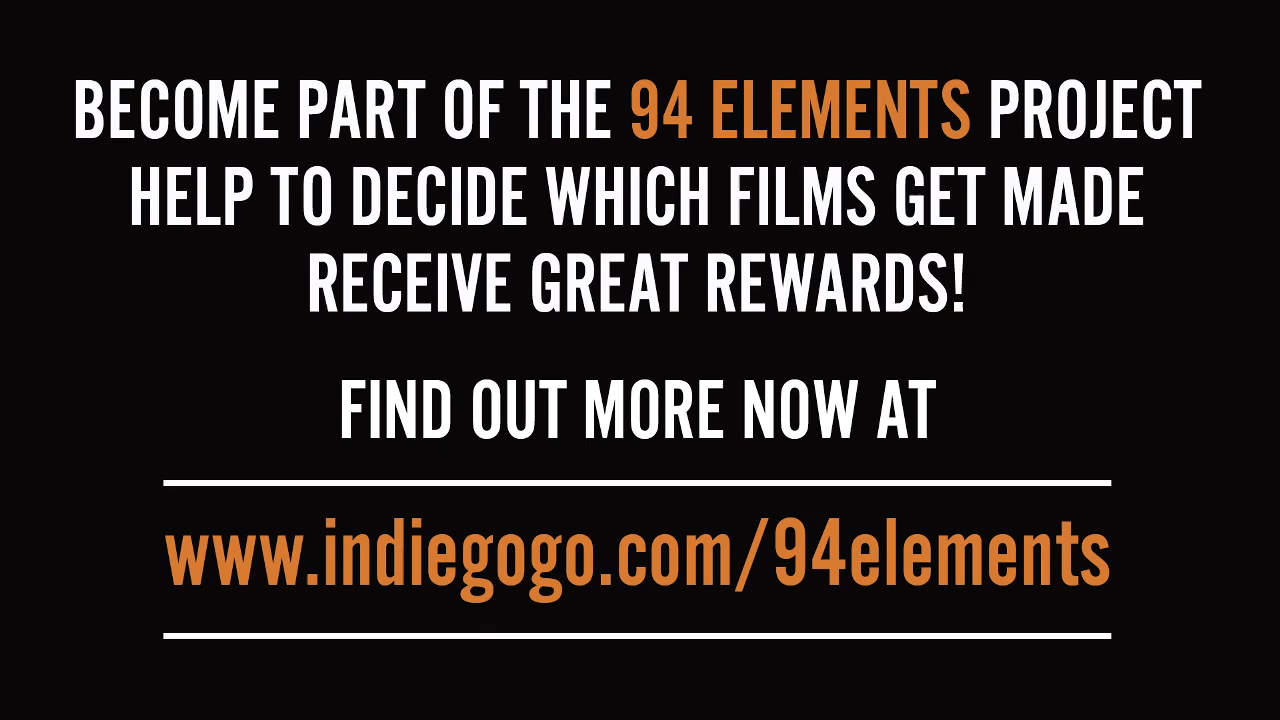 BECOME PART OF THE 94 ELEMENTS PROJECT
HELP TO DECIDE WHICH FILMS GET MADE
RECEIVE GREAT REWARDS!
FIND OUT MORE NOW AT
www.indiegogo.com/94elements